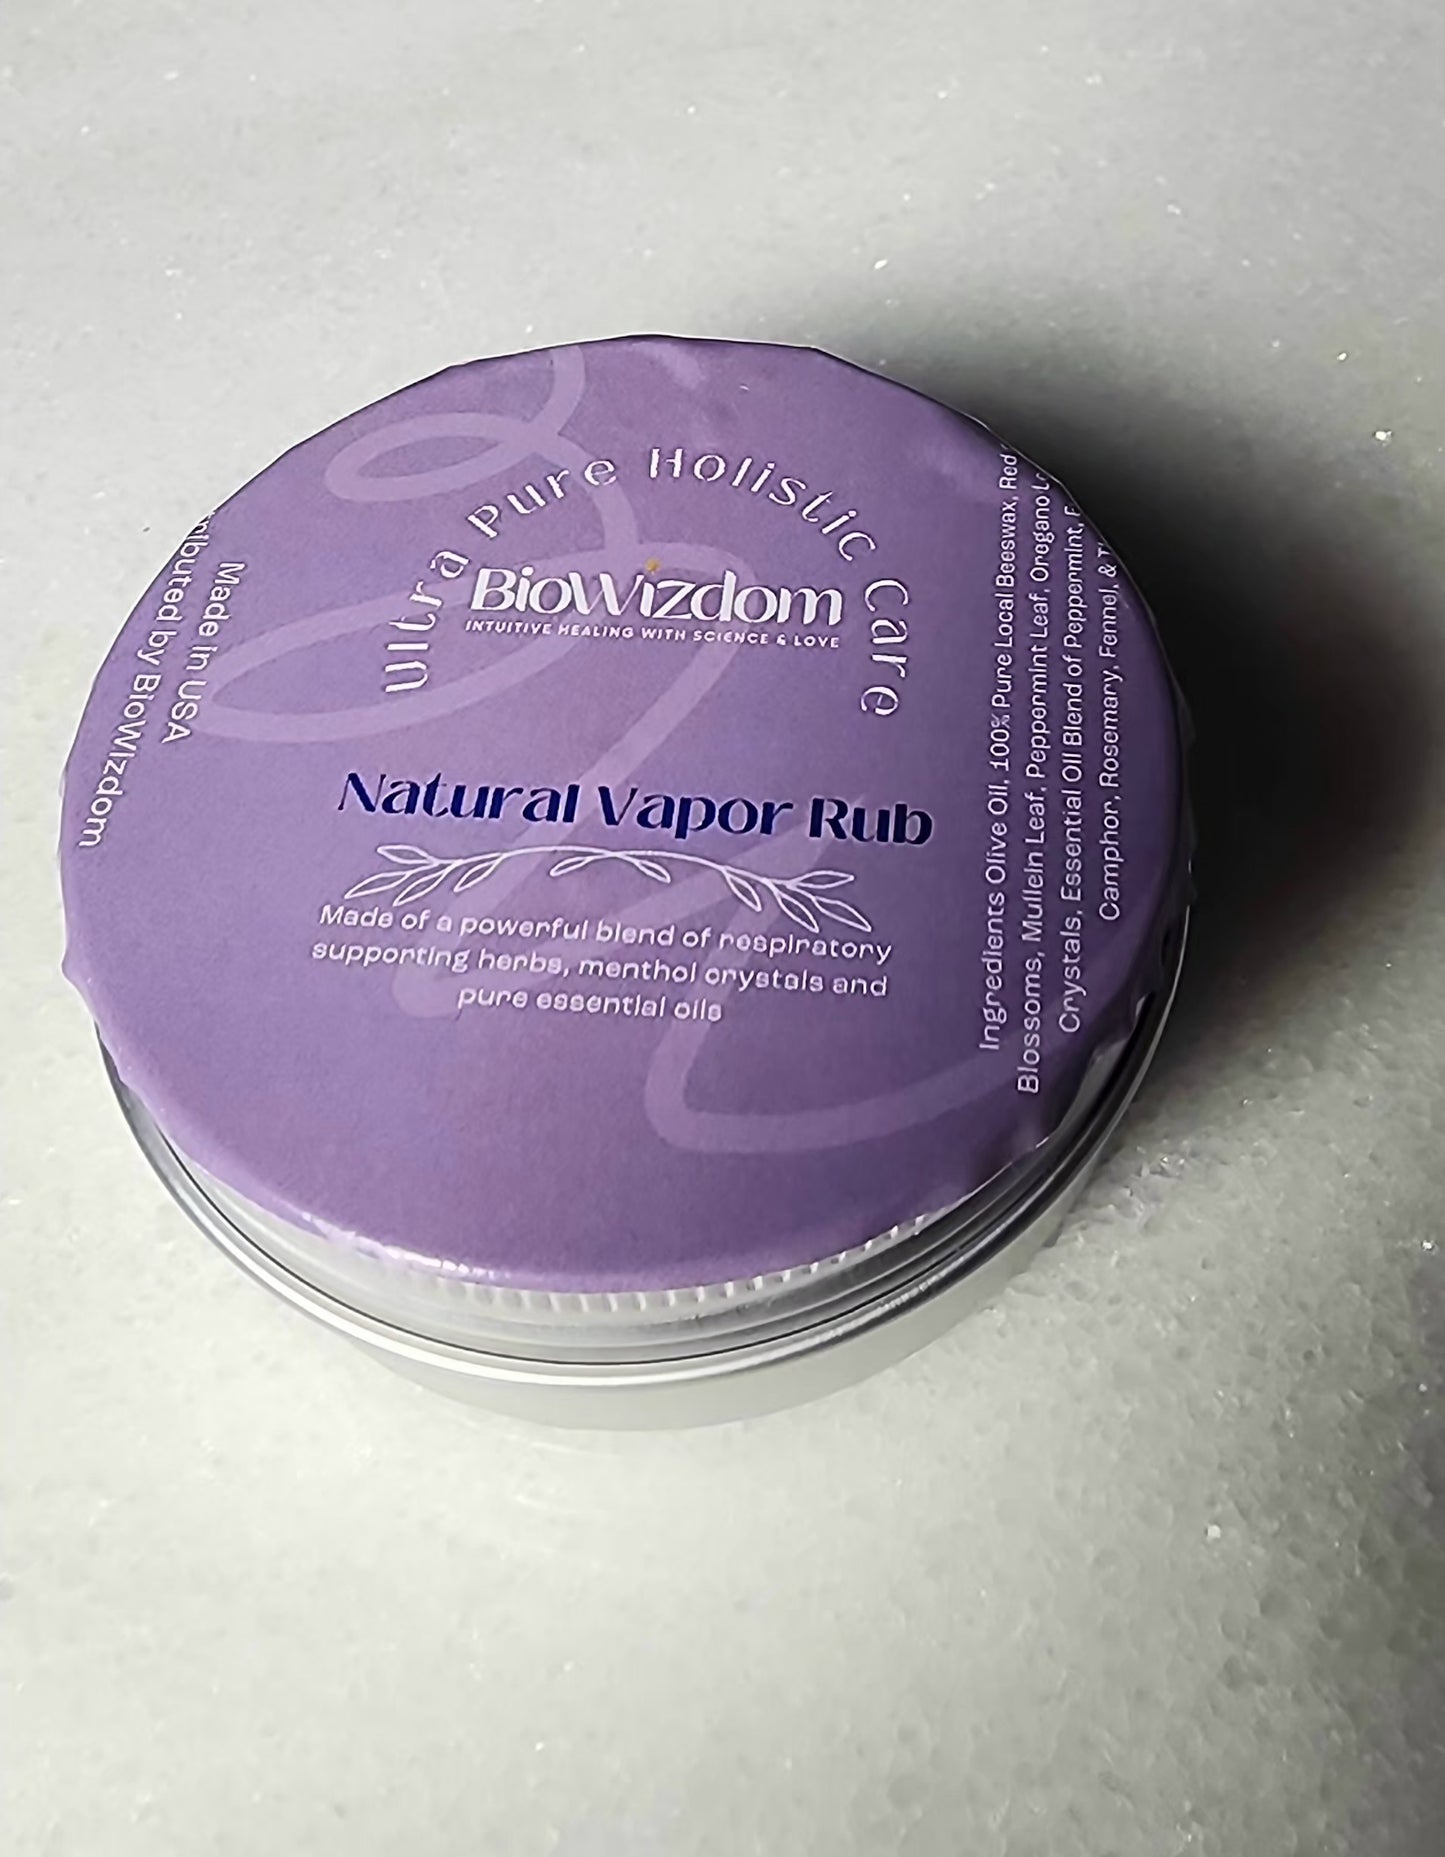 Ultra Pure Holistic Care
BioWizdom
INTUITIVE HEALING WITH SCIENCE & LOVE
Natural Vapor Rub
Made of a powerful blend of respiratory
supporting herbs, menthol crystals and
pure essential oils
Made in USA
by BioWizdom
Ingredients Olive Oil, 100% Pure Local Beeswax, Red
Blossoms, Mullein Leaf, Peppermint Leaf, Oregano
Crystals, Essential Oil Blend of Peppermint,
Camphor, Rosemary, Fennel, &